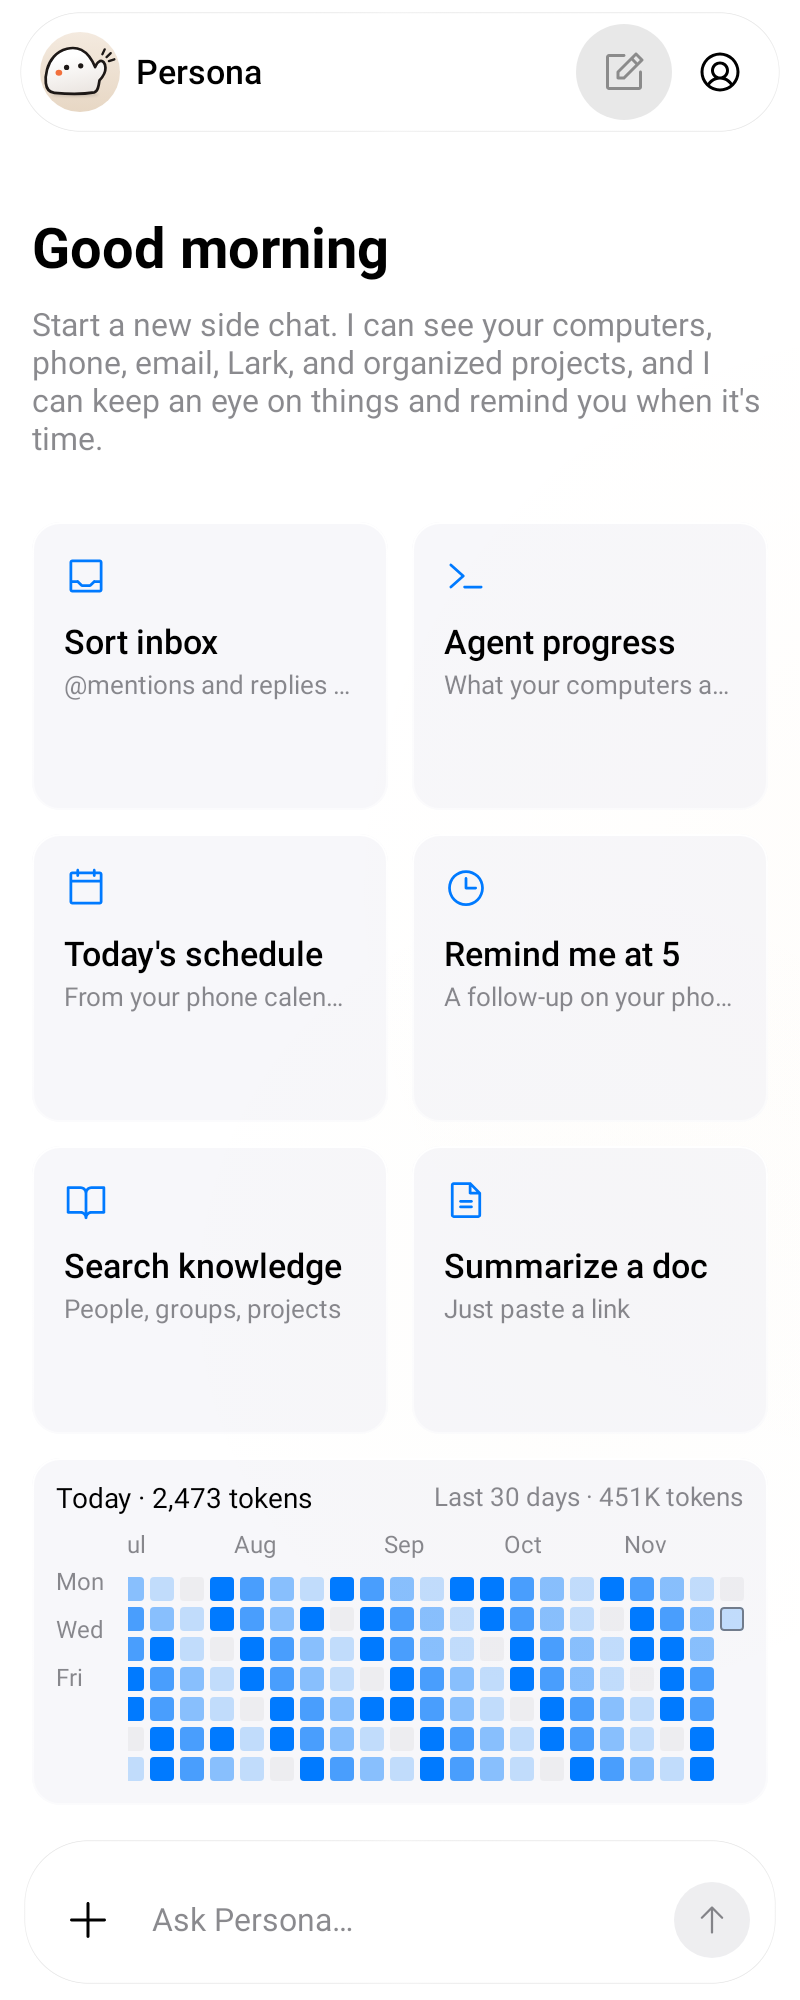 Persona
Good morning
Start a new side chat. I can see your computers,
phone, email, Lark, and organized projects, and I
can keep an eye on things and remind you when it's
time.
Sort inbox
@mentions and replies ...
Agent progress
What your computers a...
Today's schedule
From your phone calen...
Remind me at 5
A follow-up on your pho...
Search knowledge
People, groups, projects
Summarize a doc
Just paste a link
Today · 2,473 tokens
Last 30 days · 451K tokens
ul Aug Sep Oct Nov
Mon
Wed
Fri
Ask Persona...